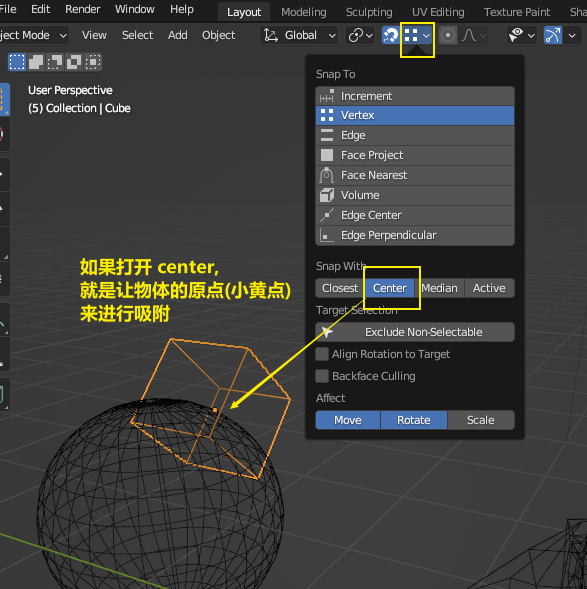 File Edit Render Window Help Layout Modeling Sculpting UV Editing Texture Paint Sha
ject Mode View Select Add Object Global
User Perspective
(5) Collection | Cube
Snap To
Increment
Vertex
Edge
Face Project
Face Nearest
Volume
Edge Center
Edge Perpendicular
如果打开 center,
就是让物体的原点(小黄点)
来进行吸附
Snap With
Closest Center Median Active
Target Selection
Exclude Non-Selectable
Align Rotation to Target
Backface Culling
Affect
Move Rotate Scale